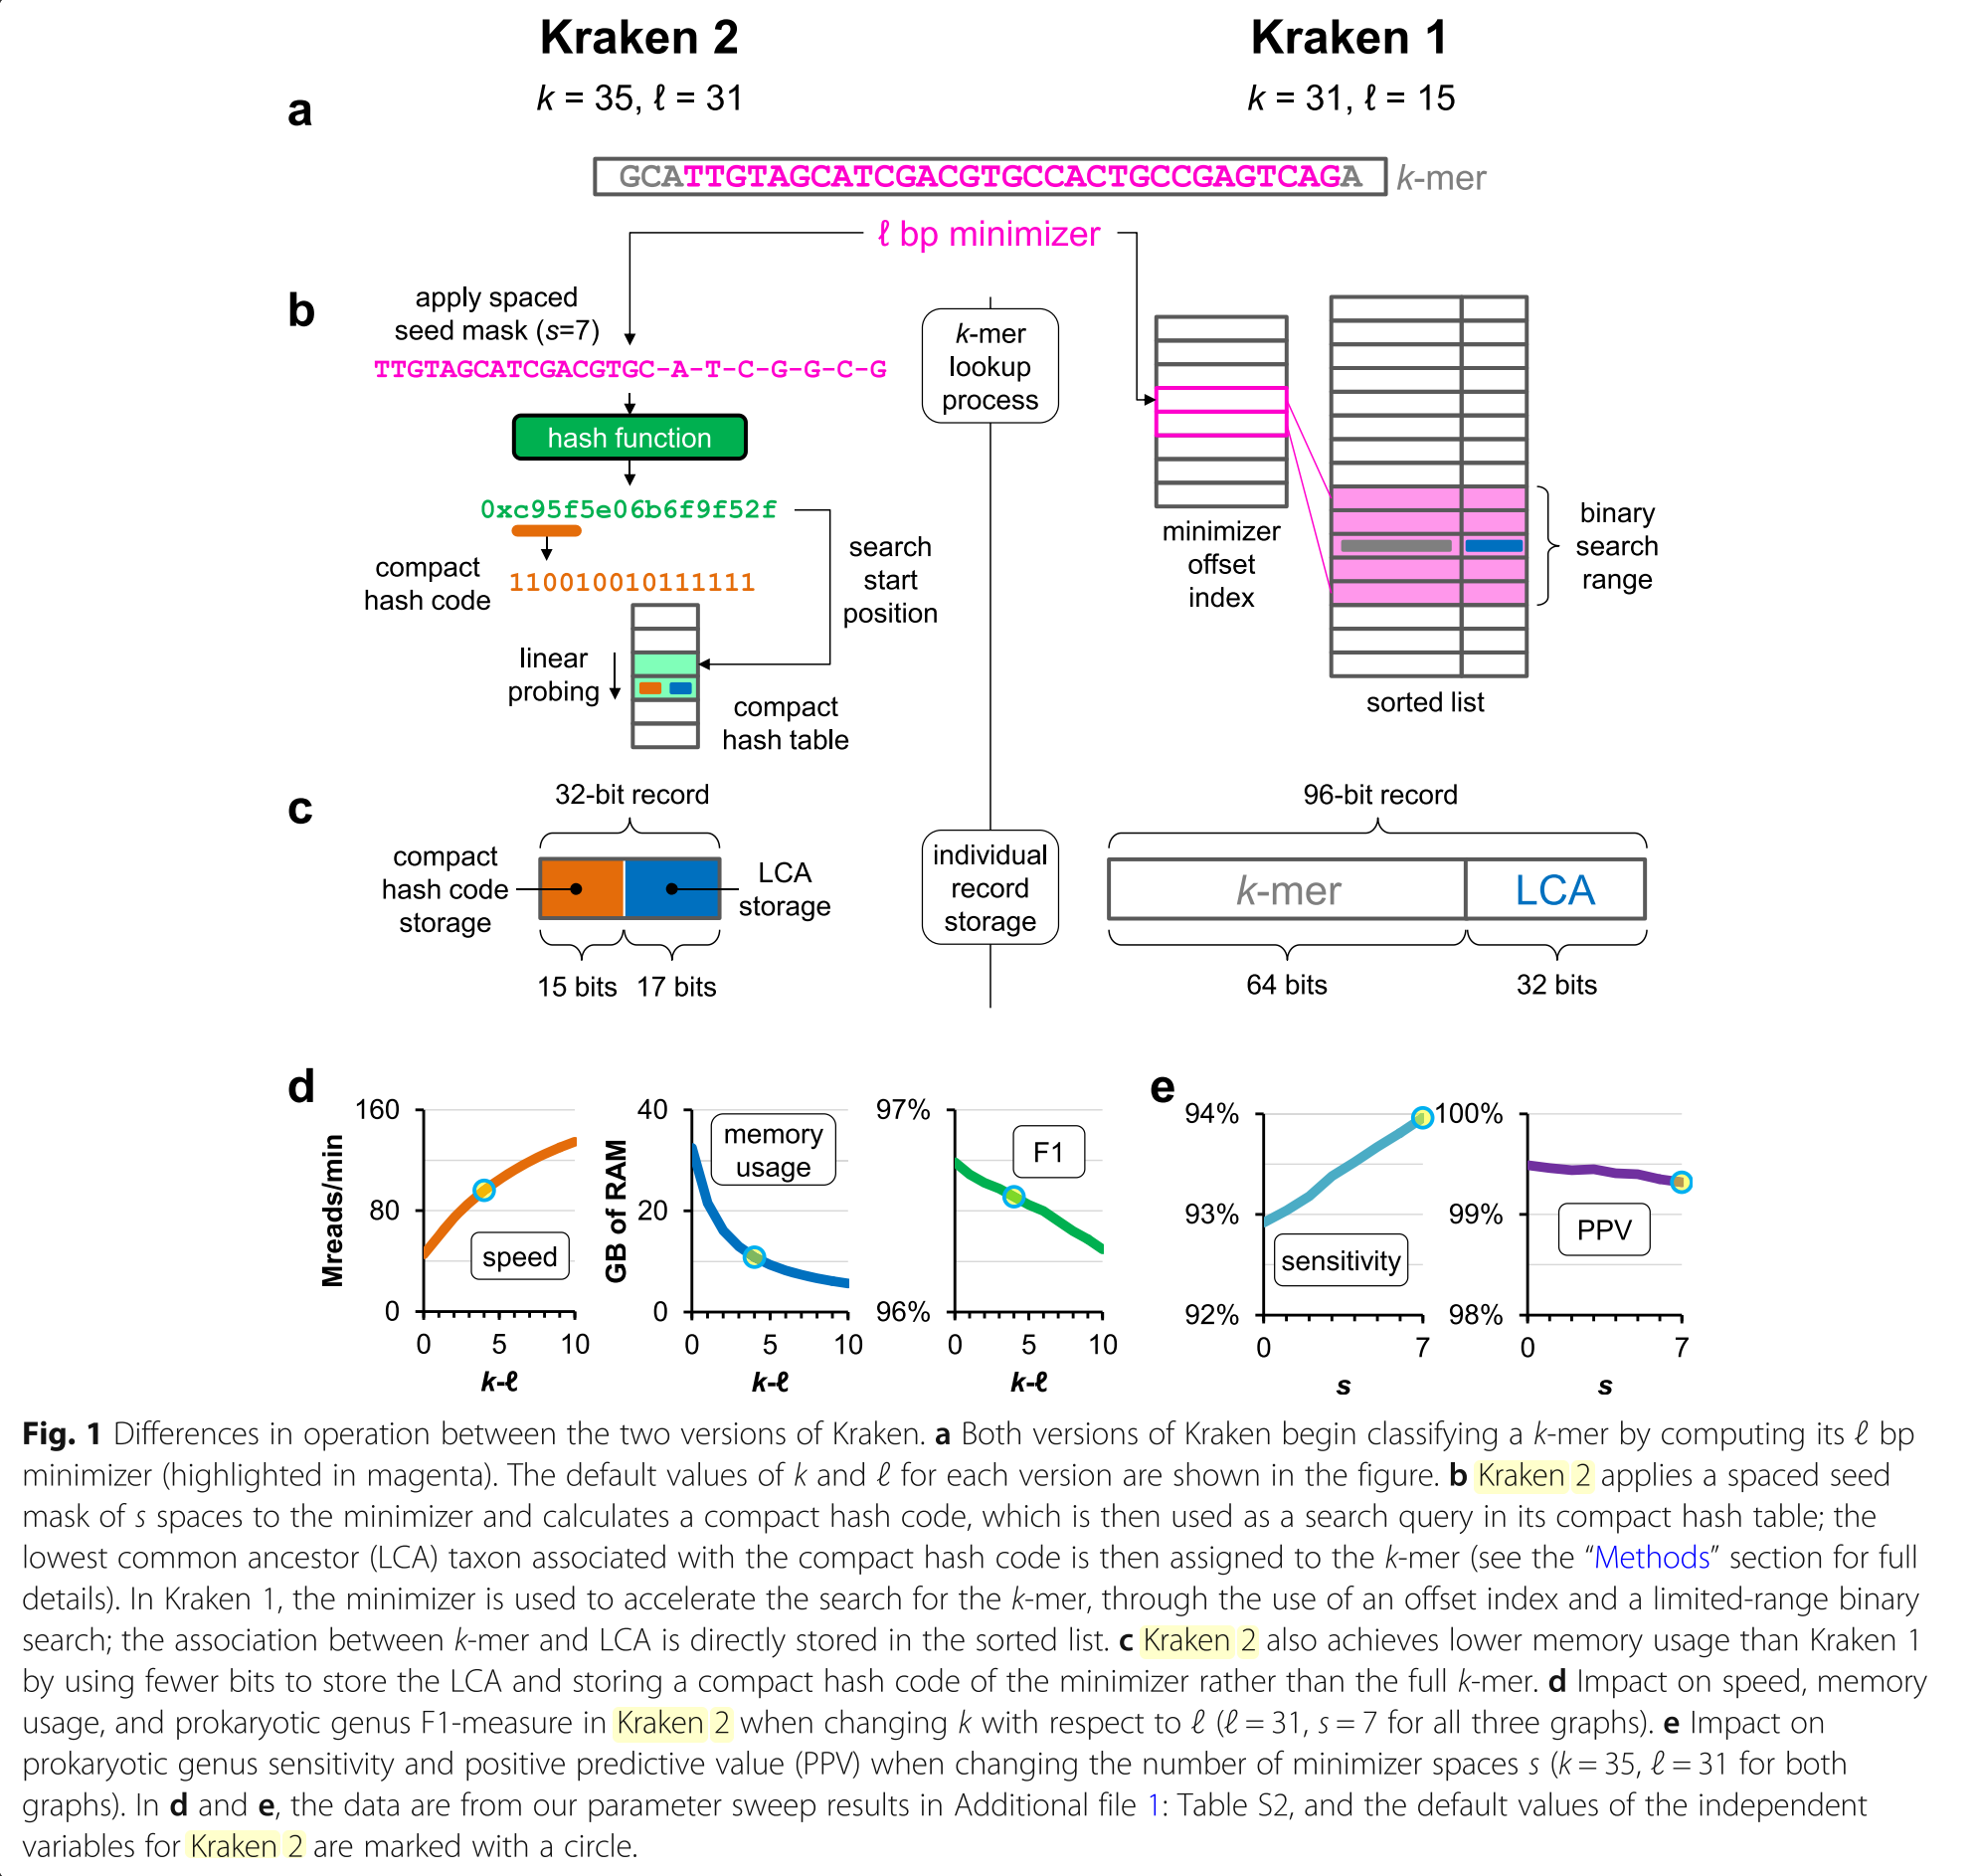 Kraken 2
Kraken 1
k = 35, ℓ = 31
k = 31, ℓ = 15
a
GCATTGTAGCATCGACGTGCCACTGCCGAGTCAGA k-mer
ℓ bp minimizer
b
apply spaced
seed mask (s=7)
TTGTAGCATCGACGTGC-A-T-C-G-G-C-G
hash function
0xc95f5e06b6f9f52f
compact
hash code
110010010111111
search
start
position
linear
probing
compact
hash table
k-mer
lookup
process
minimizer
offset
index
binary
search
range
sorted list
c
32-bit record
compact
hash code
storage
LCA
storage
15 bits
17 bits
individual
record
storage
96-bit record
k-mer
LCA
64 bits
32 bits
d
Mreads/min
160
80
0
speed
0
5
10
k-ℓ
GB of RAM
40
20
0
memory
usage
0
5
10
k-ℓ
97%
96%
F1
0
5
10
k-ℓ
e
94%
93%
92%
sensitivity
0
7
s
100%
99%
98%
PPV
0
7
s
Fig. 1 Differences in operation between the two versions of Kraken. a Both versions of Kraken begin classifying a k-mer by computing its ℓ bp
minimizer (highlighted in magenta). The default values of k and ℓ for each version are shown in the figure. b Kraken 2 applies a spaced seed
mask of s spaces to the minimizer and calculates a compact hash code, which is then used as a search query in its compact hash table; the
lowest common ancestor (LCA) taxon associated with the compact hash code is then assigned to the k-mer (see the “Methods” section for full
details). In Kraken 1, the minimizer is used to accelerate the search for the k-mer, through the use of an offset index and a limited-range binary
search; the association between k-mer and LCA is directly stored in the sorted list. c Kraken 2 also achieves lower memory usage than Kraken 1
by using fewer bits to store the LCA and storing a compact hash code of the minimizer rather than the full k-mer. d Impact on speed, memory
usage, and prokaryotic genus F1-measure in Kraken 2 when changing k with respect to ℓ (ℓ = 31, s = 7 for all three graphs). e Impact on
prokaryotic genus sensitivity and positive predictive value (PPV) when changing the number of minimizer spaces s (k = 35, ℓ = 31 for both
graphs). In d and e, the data are from our parameter sweep results in Additional file 1: Table S2, and the default values of the independent
variables for Kraken 2 are marked with a circle.